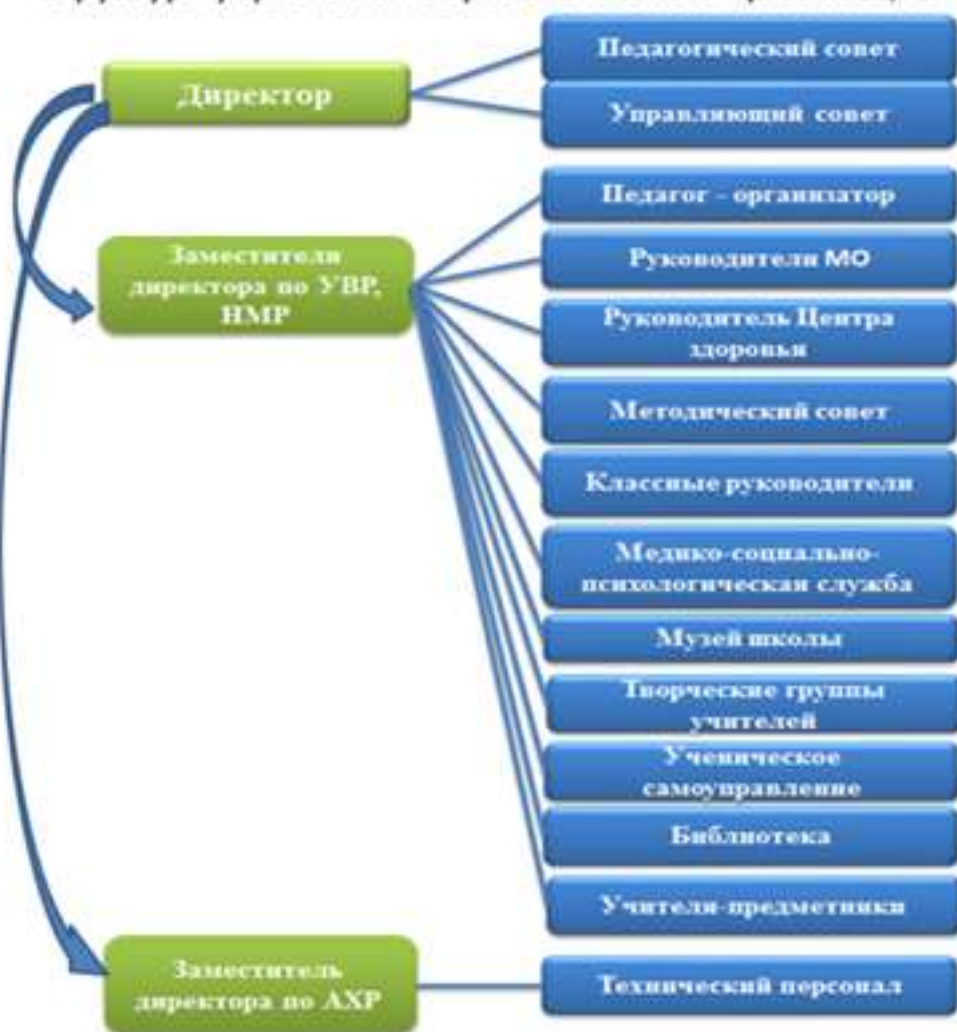 Директор
Педагогический совет
Управляющий совет
Заместители
директора по УВР,
НМР
Педагог - организатор
Руководители МО
Руководитель Центра
здоровья
Методический совет
Классные руководители
Медико-социально-
психологическая служба
Музей школы
Творческие группы
учителей
Ученическое
самоуправление
Библиотека
Учители-предметники
Заместитель
директора по АХР
Технический персонал